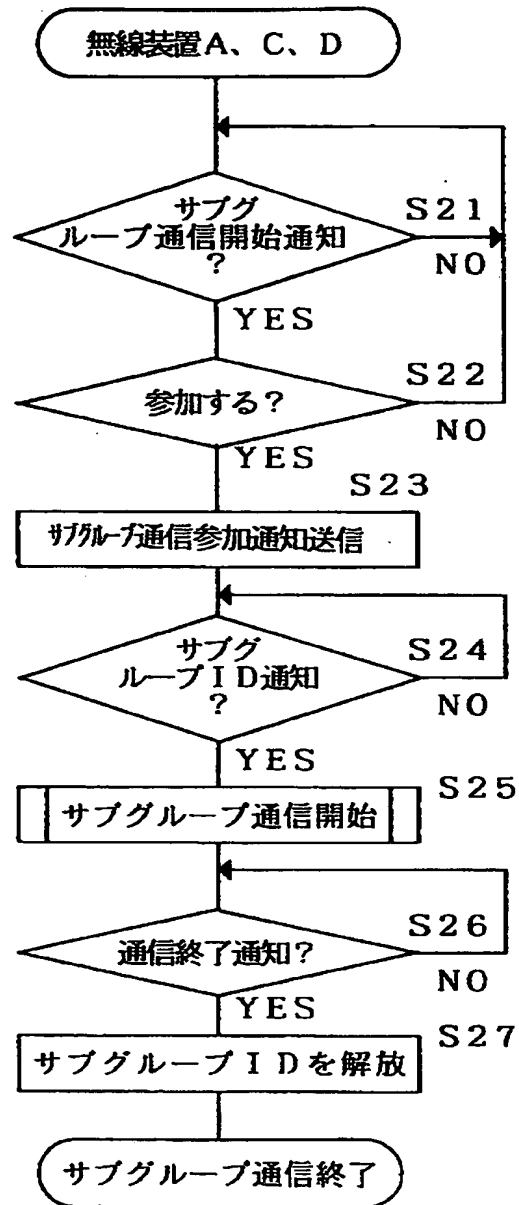 無線装置A、C、D
サブグ
ループ通信開始通知
?
S21
NO
YES
参加する?
S22
NO
YES
S23
サブグループ通信参加通知送信
サブグ
ループID通知
?
S24
NO
YES
S25
サブグループ通信開始
通信終了通知?
S26
NO
YES
S27
サブグループIDを解放
サブグループ通信終了